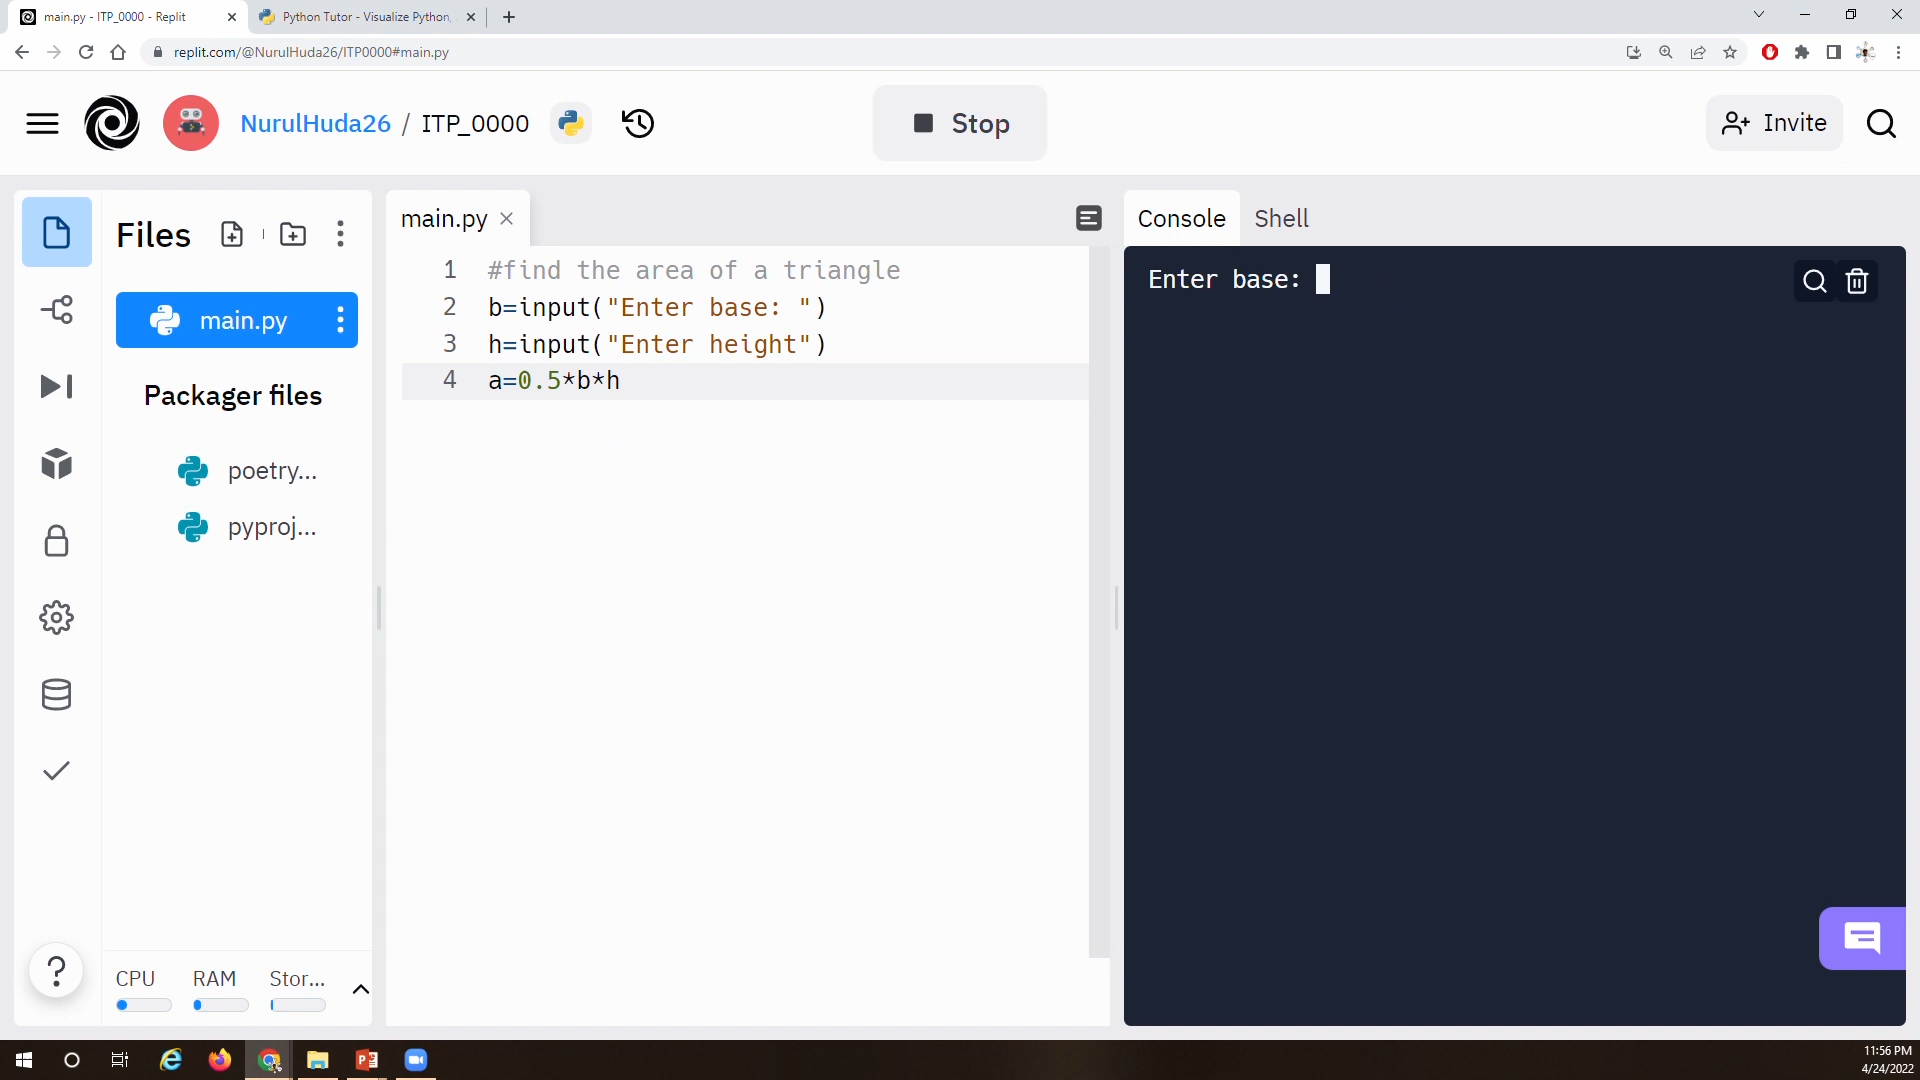 main.py - ITP_0000 - Replit
Python Tutor - Visualize Python,
replit.com/@NurulHuda26/ITP0000#main.py
NurulHuda26 / ITP_0000
Stop
Invite
Files
main.py
Console
Shell
main.py
Packager files
poetry...
pyproj...
1 #find the area of a triangle
2 b=input("Enter base: ")
3 h=input("Enter height")
4 a=0.5*b*h
Enter base:
?
CPU
RAM
Stor...
11:56 PM
4/24/2022